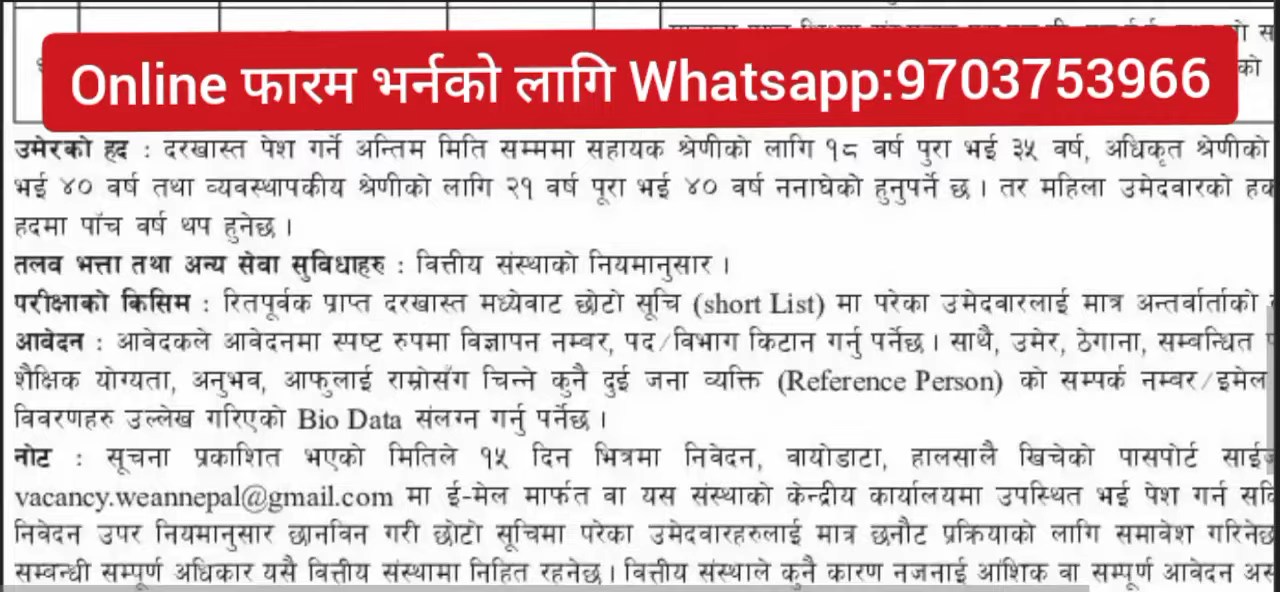 Online फारम भर्नको लागि Whatsapp:9703753966
उमेरको हद : दरखास्त पेश गर्ने अन्तिम मिति सम्ममा सहायक श्रेणीको लागि १८ वर्ष पुरा भई ३५ वर्ष, अधिकृत श्रेणीको
भई ४० वर्ष तथा व्यवस्थापकीय श्रेणीको लागि २१ वर्ष पूरा भई ४० वर्ष ननाघेको हुनुपर्ने छ । तर महिला उमेदवारको
हदमा पाँच वर्ष थप हुनेछ ।
तलव भत्ता तथा अन्य सेवा सुविधाहरु : वित्तीय संस्थाको नियमानुसार ।
परीक्षाको किसिम : रितपूर्वक प्राप्त दरखास्त मध्येवाट छोटो सूचि (short List) मा परेका उमेदवारलाई मात्र अन्तर्वार्ताको
आवेदन : आवेदकले आवेदनमा स्पष्ट रुपमा विज्ञापन नम्बर, पद/विभाग किटान गर्नु पर्नेछ । साथै, उमेर, ठेगाना, सम्बन्धित
शैक्षिक योग्यता, अनुभव, आफुलाई राम्रोसँग चिन्ने कुनै दुई जना व्यक्ति (Reference Person) को सम्पर्क नम्बर/इमेल
विवरणहरु उल्लेख गरिएको Bio Data संलग्न गर्नु पर्नेछ ।
नोट : सूचना प्रकाशित भएको मितिले १५ दिन भित्रमा निवेदन, वायोडाटा, हालसालै खिचेको पासपोर्ट
vacancy.weannepal@gmail.com मा ई-मेल मार्फत वा यस संस्थाको केन्द्रीय कार्यालयमा उपस्थित भई पेश गर्न
निवेदन उपर नियमानुसार छानविन गरी छोटो सूचिमा परेका उमेदवारहरुलाई मात्र छनौट प्रक्रियाको लागि समावेश गरिनेछ
सम्बन्धी सम्पूर्ण अधिकार यसै वित्तीय संस्थामा निहित रहनेछ । वित्तीय संस्थाले कुनै कारण नजनाई आंशिक वा सम्पूर्ण आवेदन